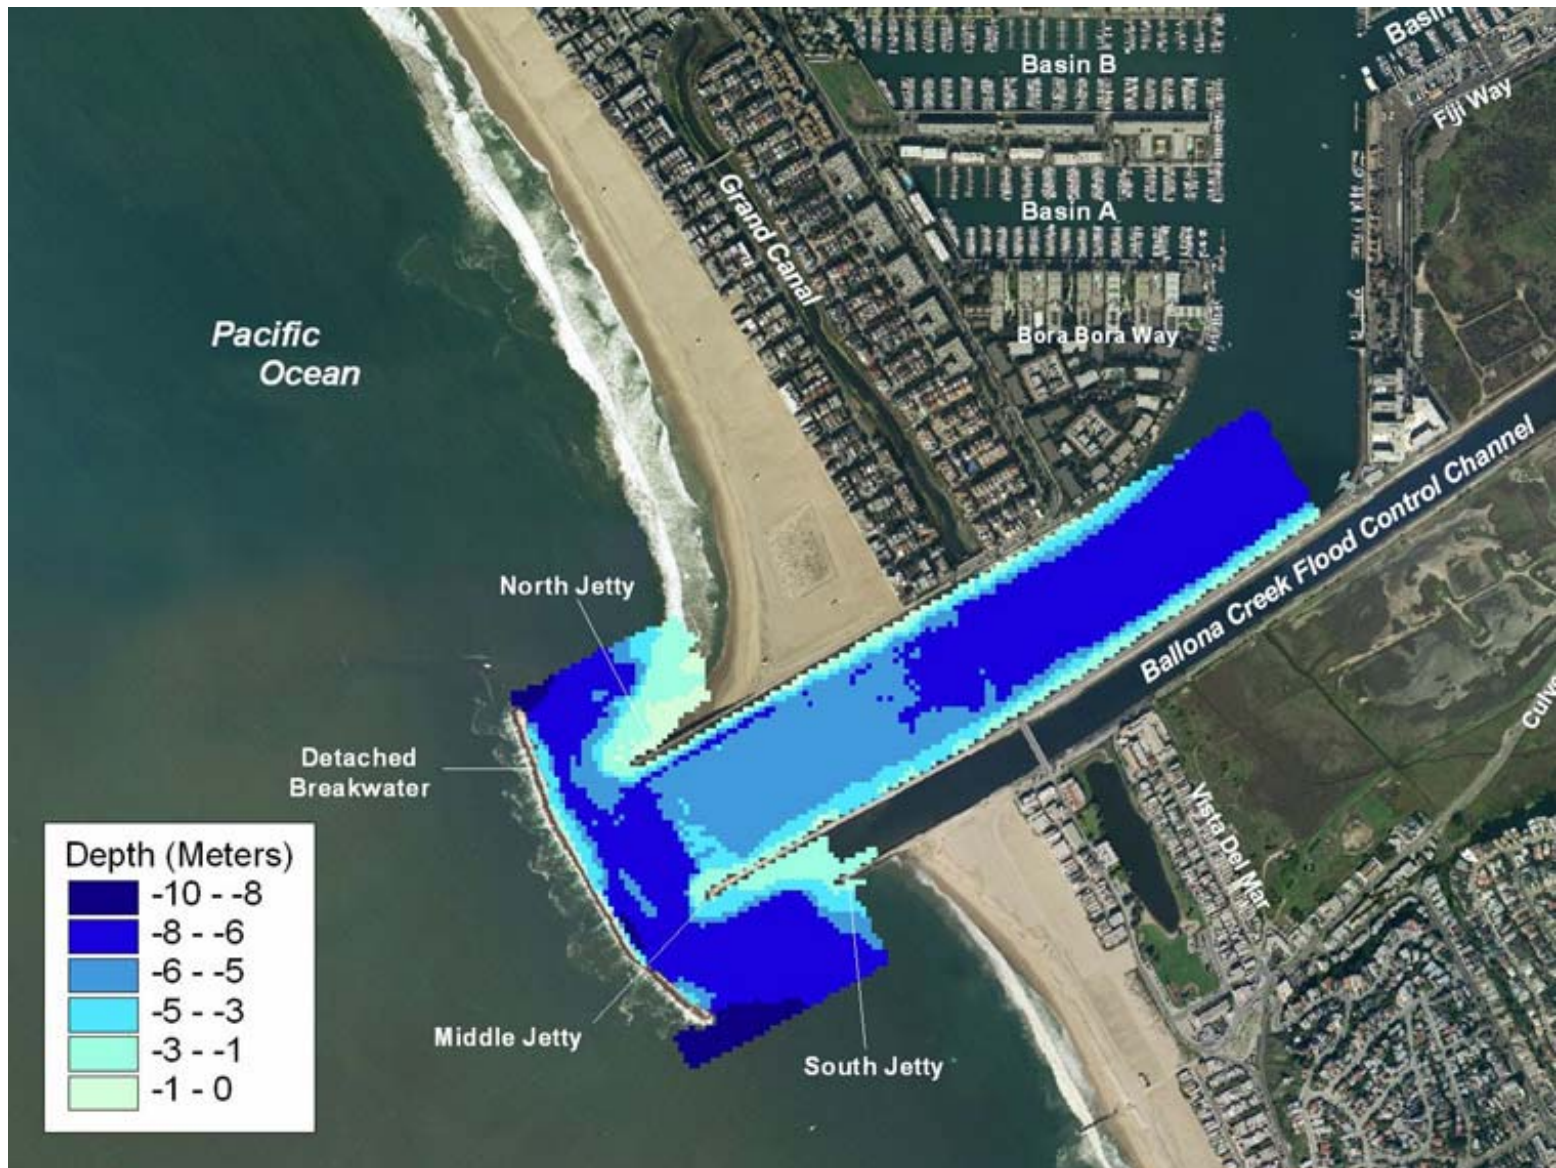 Basin
Basin B
Fiji Way
Grand Canal
Basin A
Pacific
Ocean
Bora Bora Way
Ballona Creek Flood Control Channel
North Jetty
Detached
Breakwater
Vista Del Mar
Depth (Meters)
-10 - -8
-8 - -6
-6 - -5
-5 - -3
-3 - -1
-1 - 0
Middle Jetty
South Jetty